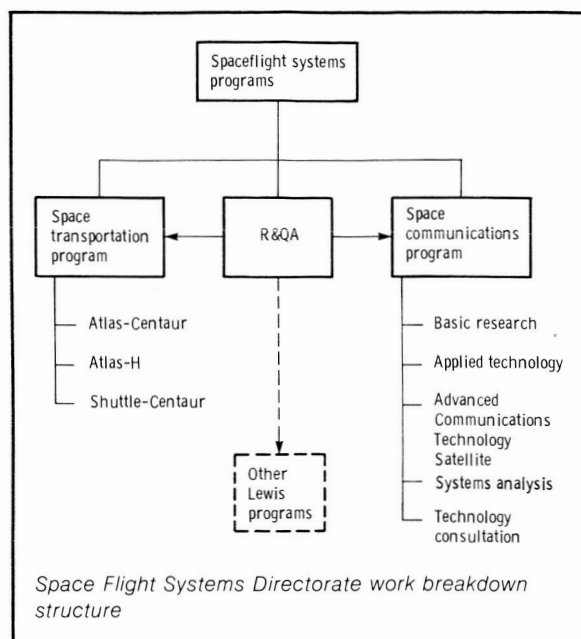 Spaceflight systems
programs
Space
transportation
program
R&QA
Space
communications
program
Atlas-Centaur
Atlas-H
Shuttle-Centaur
Basic research
Applied technology
Advanced
Communications
Technology
Satellite
Systems analysis
Technology
consultation
Other
Lewis
programs
Space Flight Systems Directorate work breakdown
structure